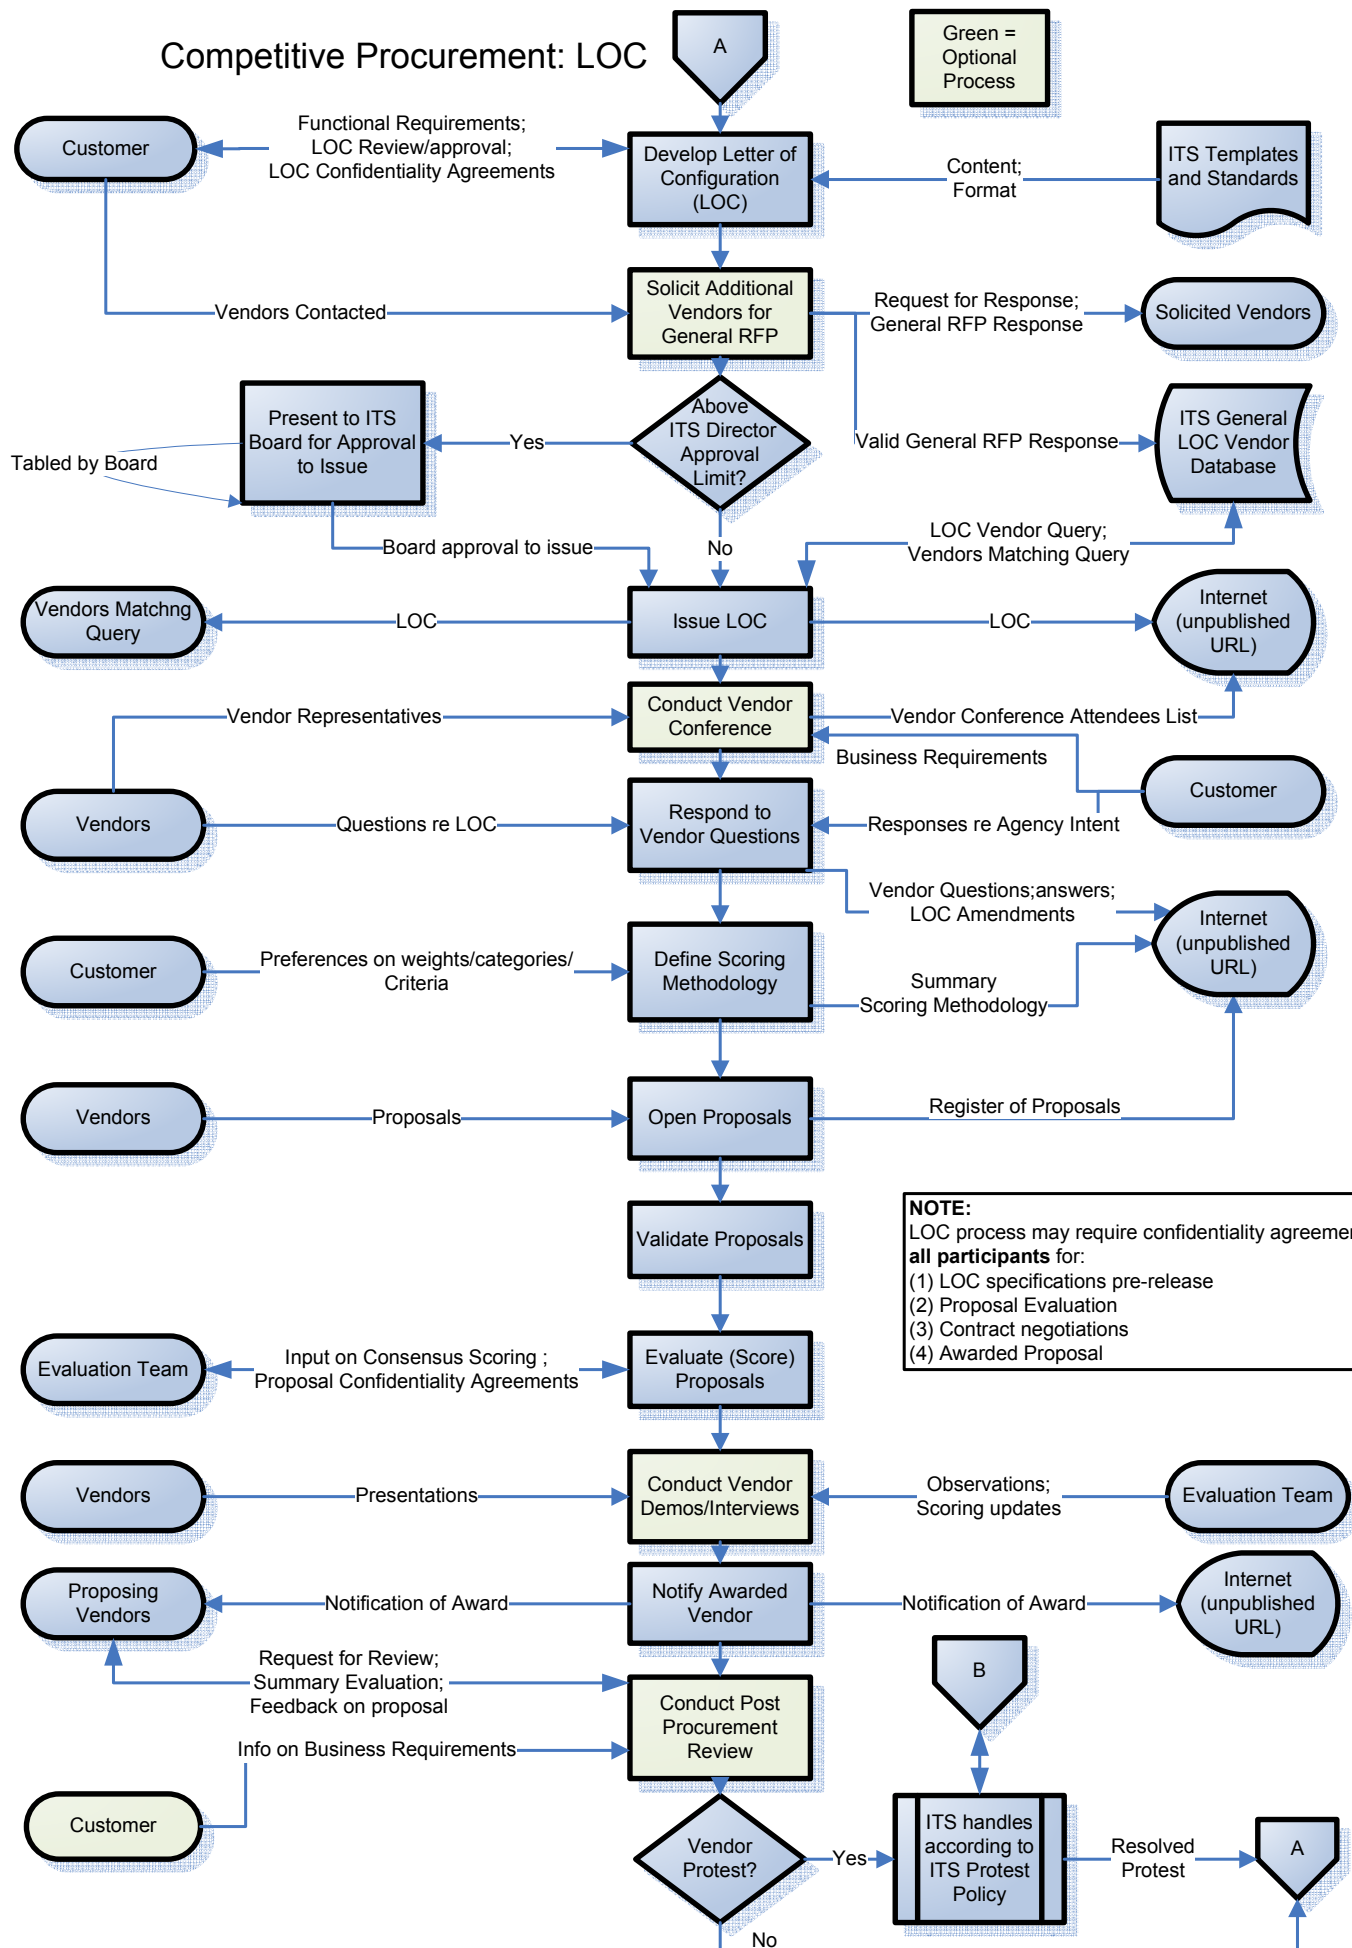 Competitive Procurement: LOC
A
Green =
Optional
Process
Customer
Functional Requirements;
LOC Review/approval;
LOC Confidentiality Agreements
Develop Letter of
Configuration
(LOC)
Content;
Format
ITS Templates
and Standards
Vendors Contacted
Solicit Additional
Vendors for
General RFP
Request for Response;
General RFP Response
Solicited Vendors
Present to ITS
Board for Approval
to Issue
Tabled by Board
Yes
Above
ITS Director
Approval
Limit?
Valid General RFP Response
ITS General
LOC Vendor
Database
Board approval to issue
No
LOC Vendor Query;
Vendors Matching Query
Vendors Matchng
Query
LOC
Issue LOC
LOC
Internet
(unpublished
URL)
Vendor Representatives
Conduct Vendor
Conference
Vendor Conference Attendees List
Business Requirements
Vendors
Questions re LOC
Respond to
Vendor Questions
Responses re Agency Intent
Customer
Vendor Questions;answers;
LOC Amendments
Internet
(unpublished
URL)
Customer
Preferences on weights/categories/
Criteria
Define Scoring
Methodology
Summary
Scoring Methodology
Vendors
Proposals
Open Proposals
Register of Proposals
Validate Proposals
NOTE:
LOC process may require confidentiality agreemen
all participants for:
(1) LOC specifications pre-release
(2) Proposal Evaluation
(3) Contract negotiations
(4) Awarded Proposal
Evaluation Team
Input on Consensus Scoring ;
Proposal Confidentiality Agreements
Evaluate (Score)
Proposals
Vendors
Presentations
Conduct Vendor
Demos/Interviews
Observations;
Scoring updates
Evaluation Team
Proposing
Vendors
Notification of Award
Notify Awarded
Vendor
Notification of Award
Internet
(unpublished
URL)
Request for Review;
Summary Evaluation;
Feedback on proposal
Conduct Post
Procurement
Review
B
Info on Business Requirements
Customer
Vendor
Protest?
Yes
ITS handles
according to
ITS Protest
Policy
Resolved
Protest
A
No